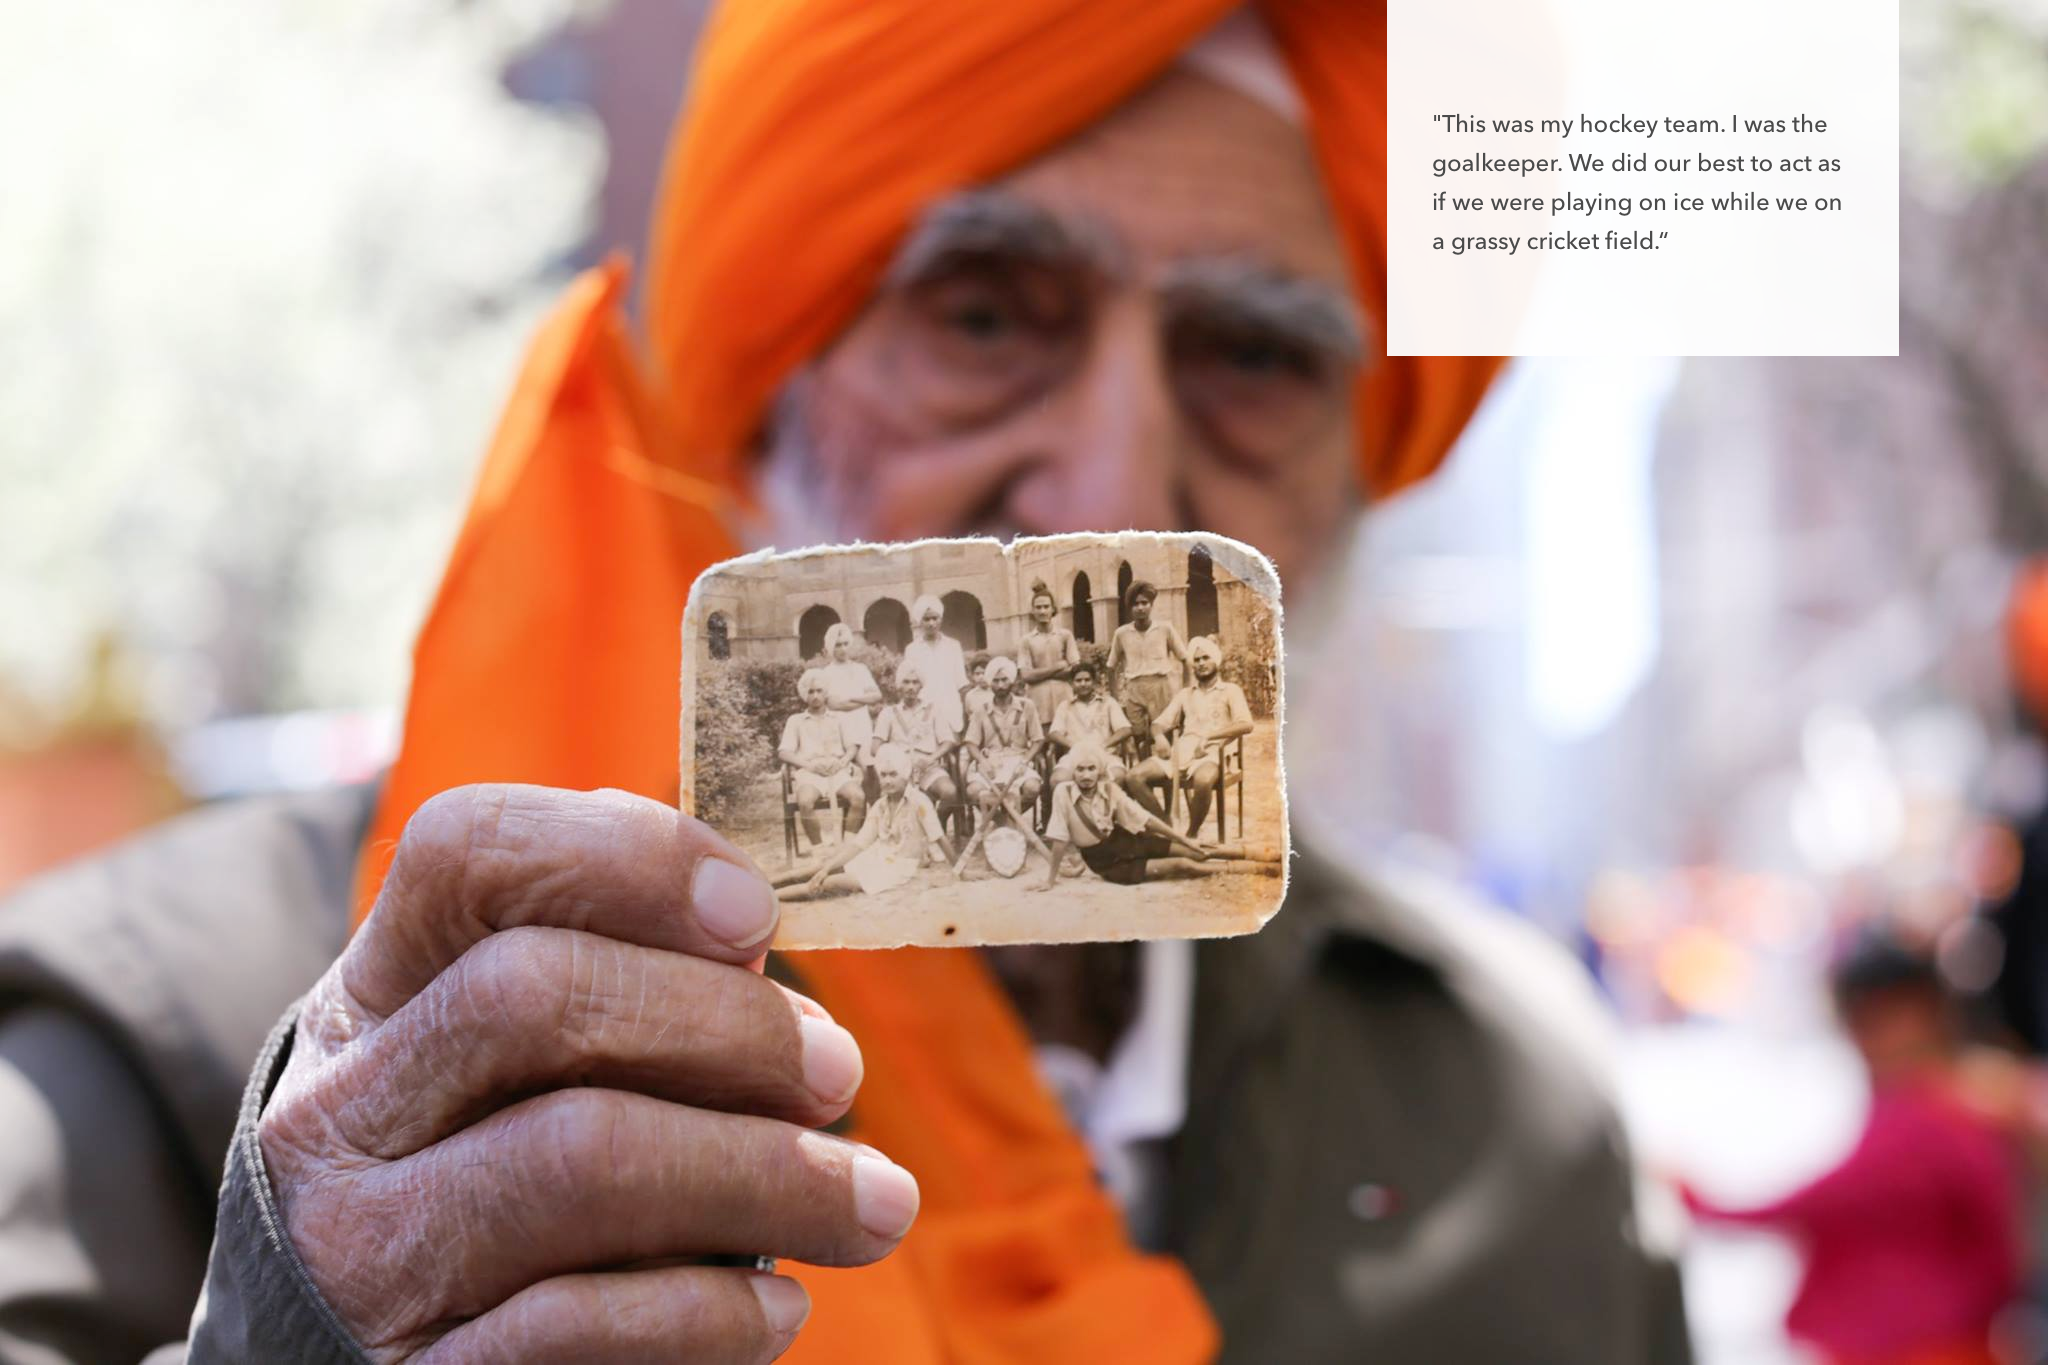 "This was my hockey team. I was the
goalkeeper. We did our best to act as
if we were playing on ice while we on
a grassy cricket field.“